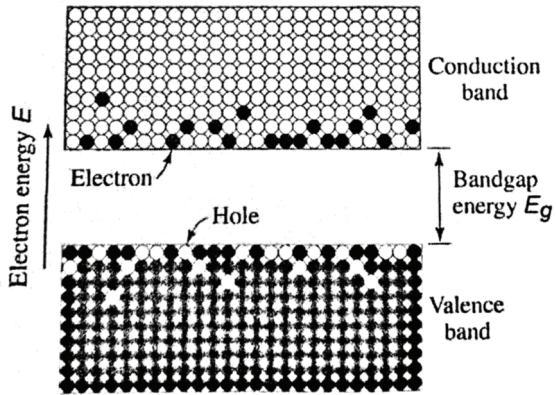 Conduction
band
Electron energy E
Electron
Bandgap
energy Eg
Hole
Valence
band